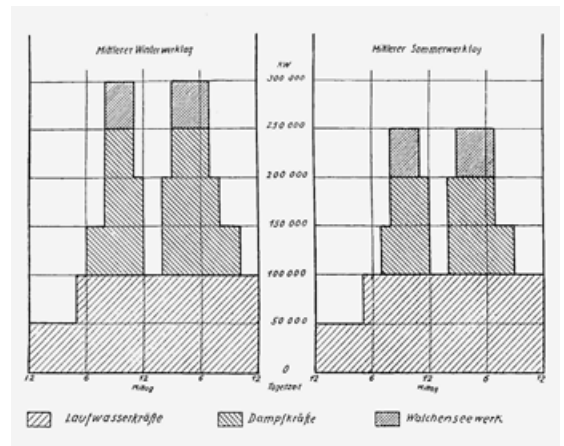 Mittlerer Winterwerktag
Mittlerer Sommerwerktag
KW
300 000
250 000
200 000
150 000
100 000
50 000
0
12 6 12 6 12
Mittag
Tageszeit
12 6 12 6 12
Mittag
Laufwasserkräfte
Dampfkräfte
Walchenseewerk